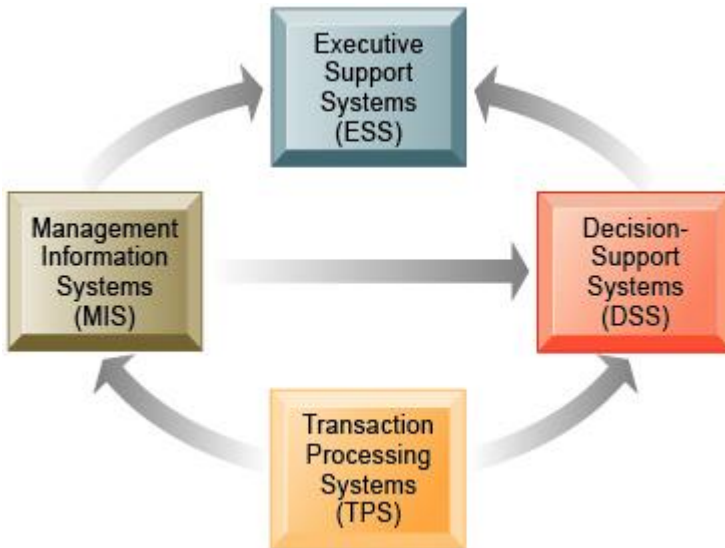 Executive
Support
Systems
(ESS)
Management
Information
Systems
(MIS)
Decision-
Support
Systems
(DSS)
Transaction
Processing
Systems
(TPS)